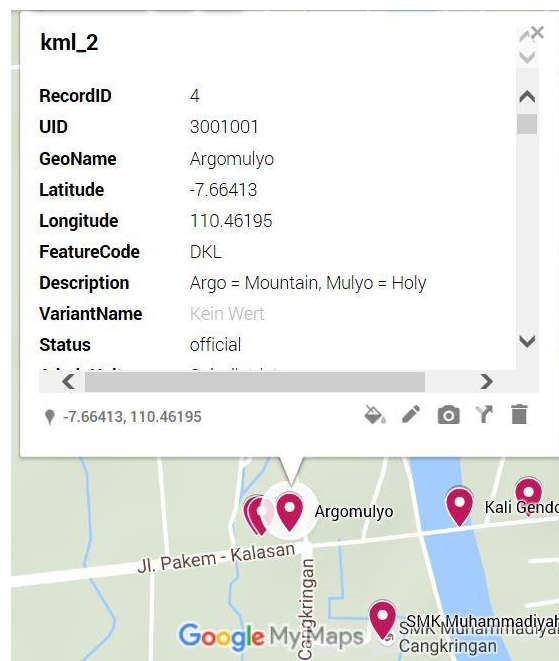 kml_2
RecordID 4
UID 3001001
GeoName Argomulyo
Latitude -7.66413
Longitude 110.46195
FeatureCode DKL
Description Argo = Mountain, Mulyo = Holy
VariantName Kein Wert
Status official
-7.66413, 110.46195
Argomulyo
Kali Gendo
Jl. Pakem - Kalasan
Cangkringan
SMK Muhammadiyah
Google My Maps
SMK Muhammadiyah
Cangkringan